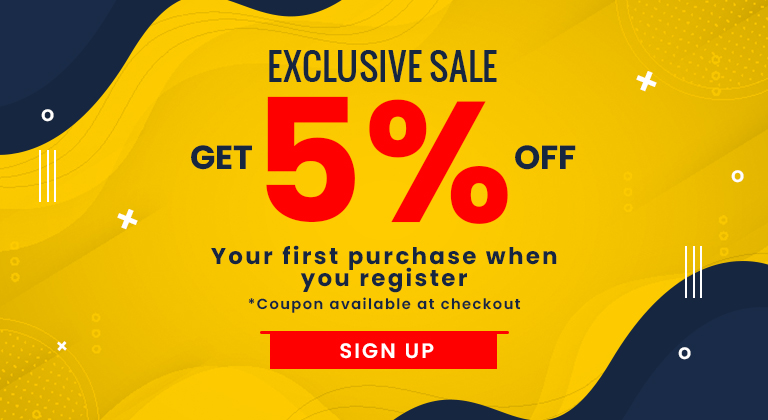 EXCLUSIVE SALE
GET 5% OFF
Your first purchase when
you register
*Coupon available at checkout
SIGN UP